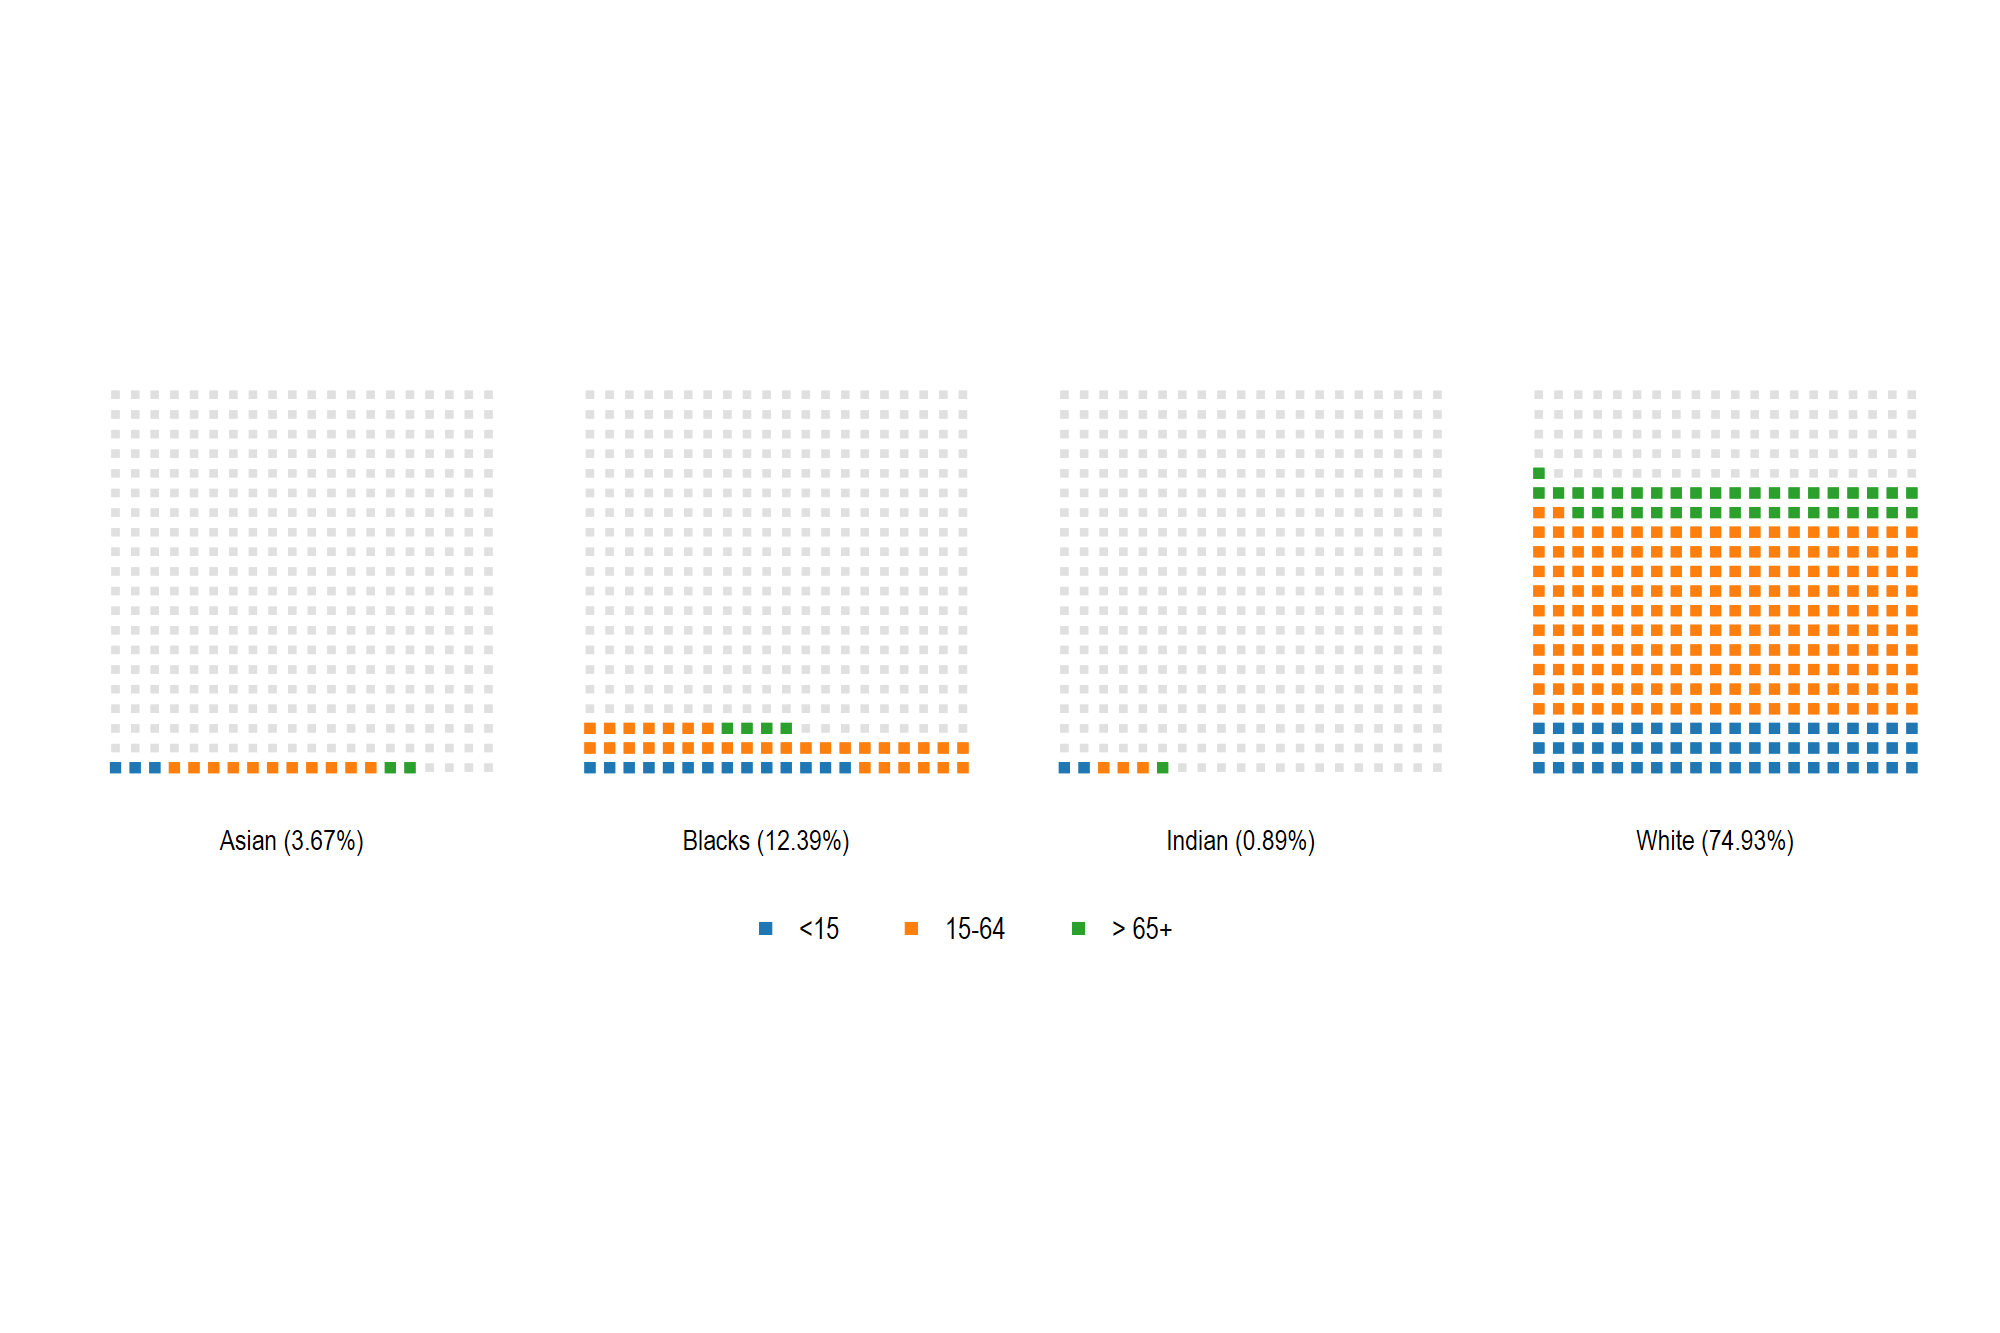 Asian (3.67%)
Blacks (12.39%)
Indian (0.89%)
White (74.93%)
<15
15-64
> 65+